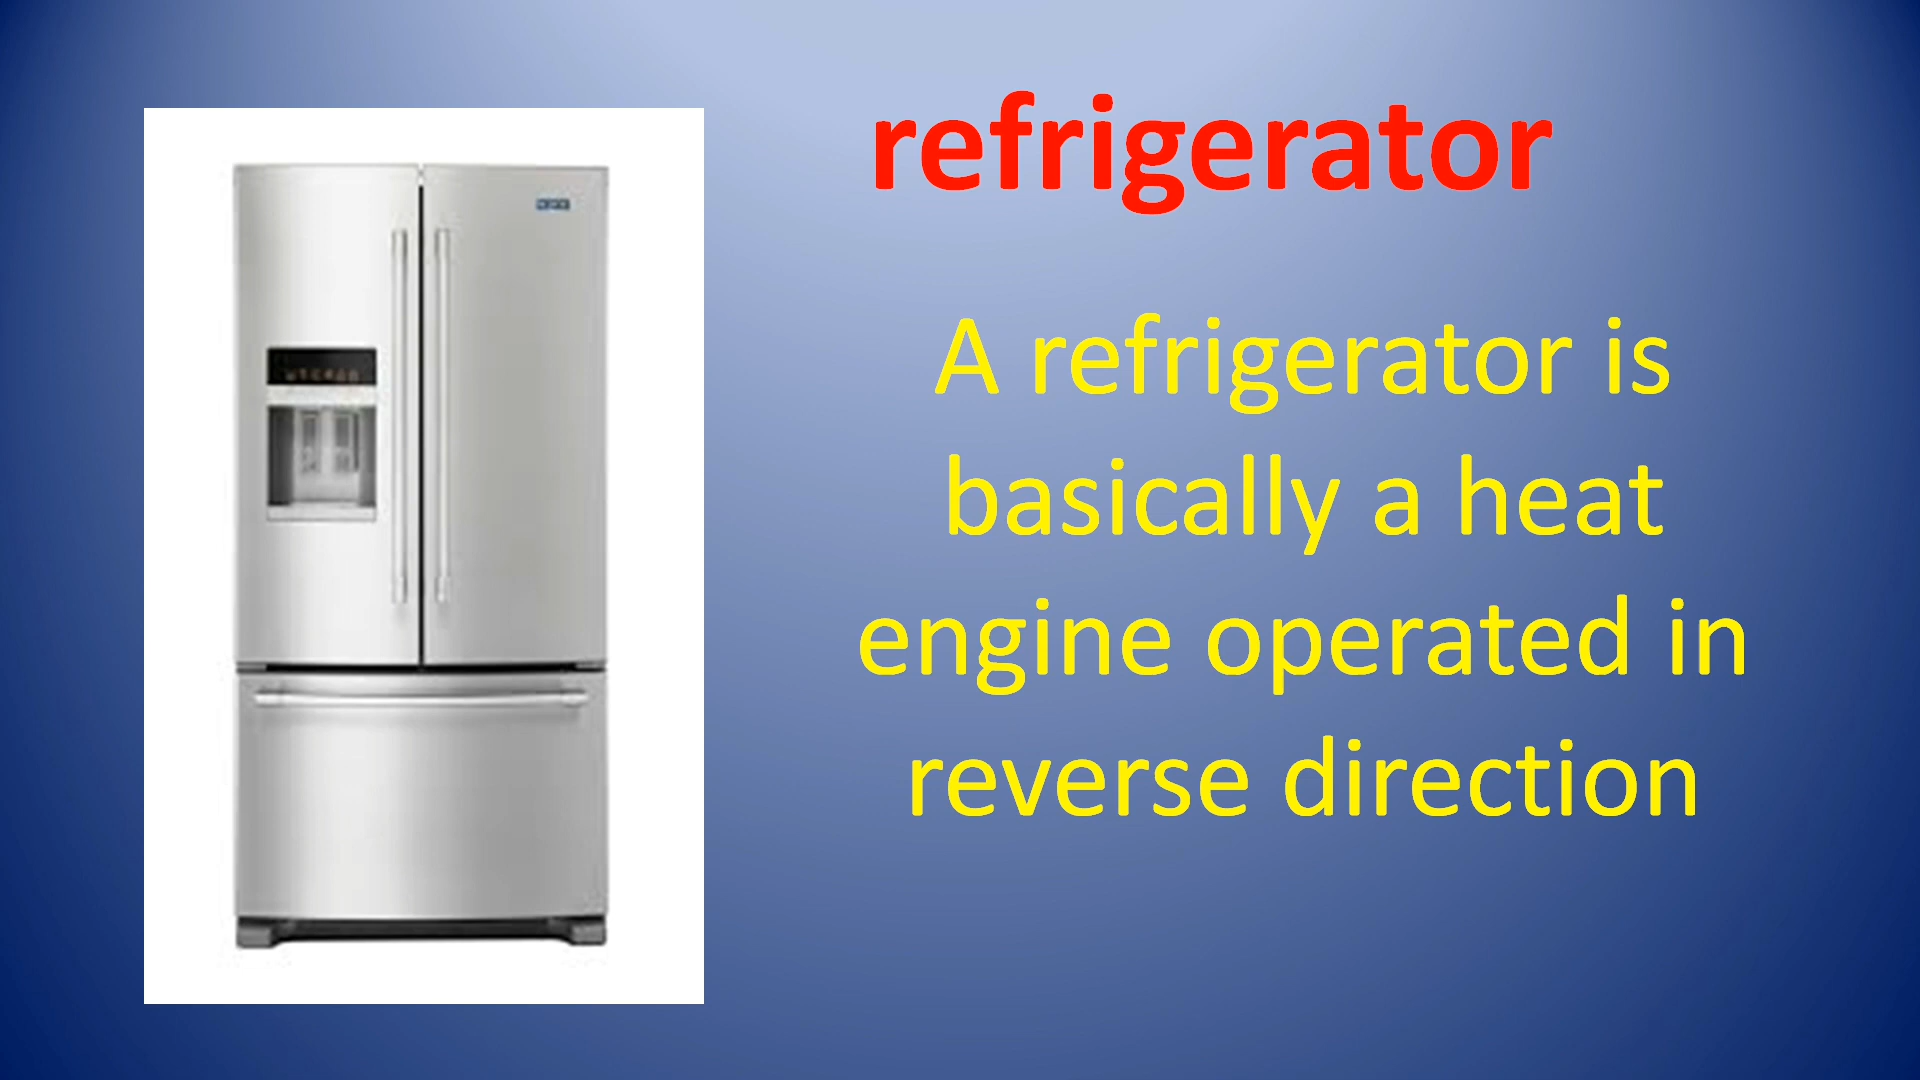 refrigerator
A refrigerator is
basically a heat
engine operated in
reverse direction